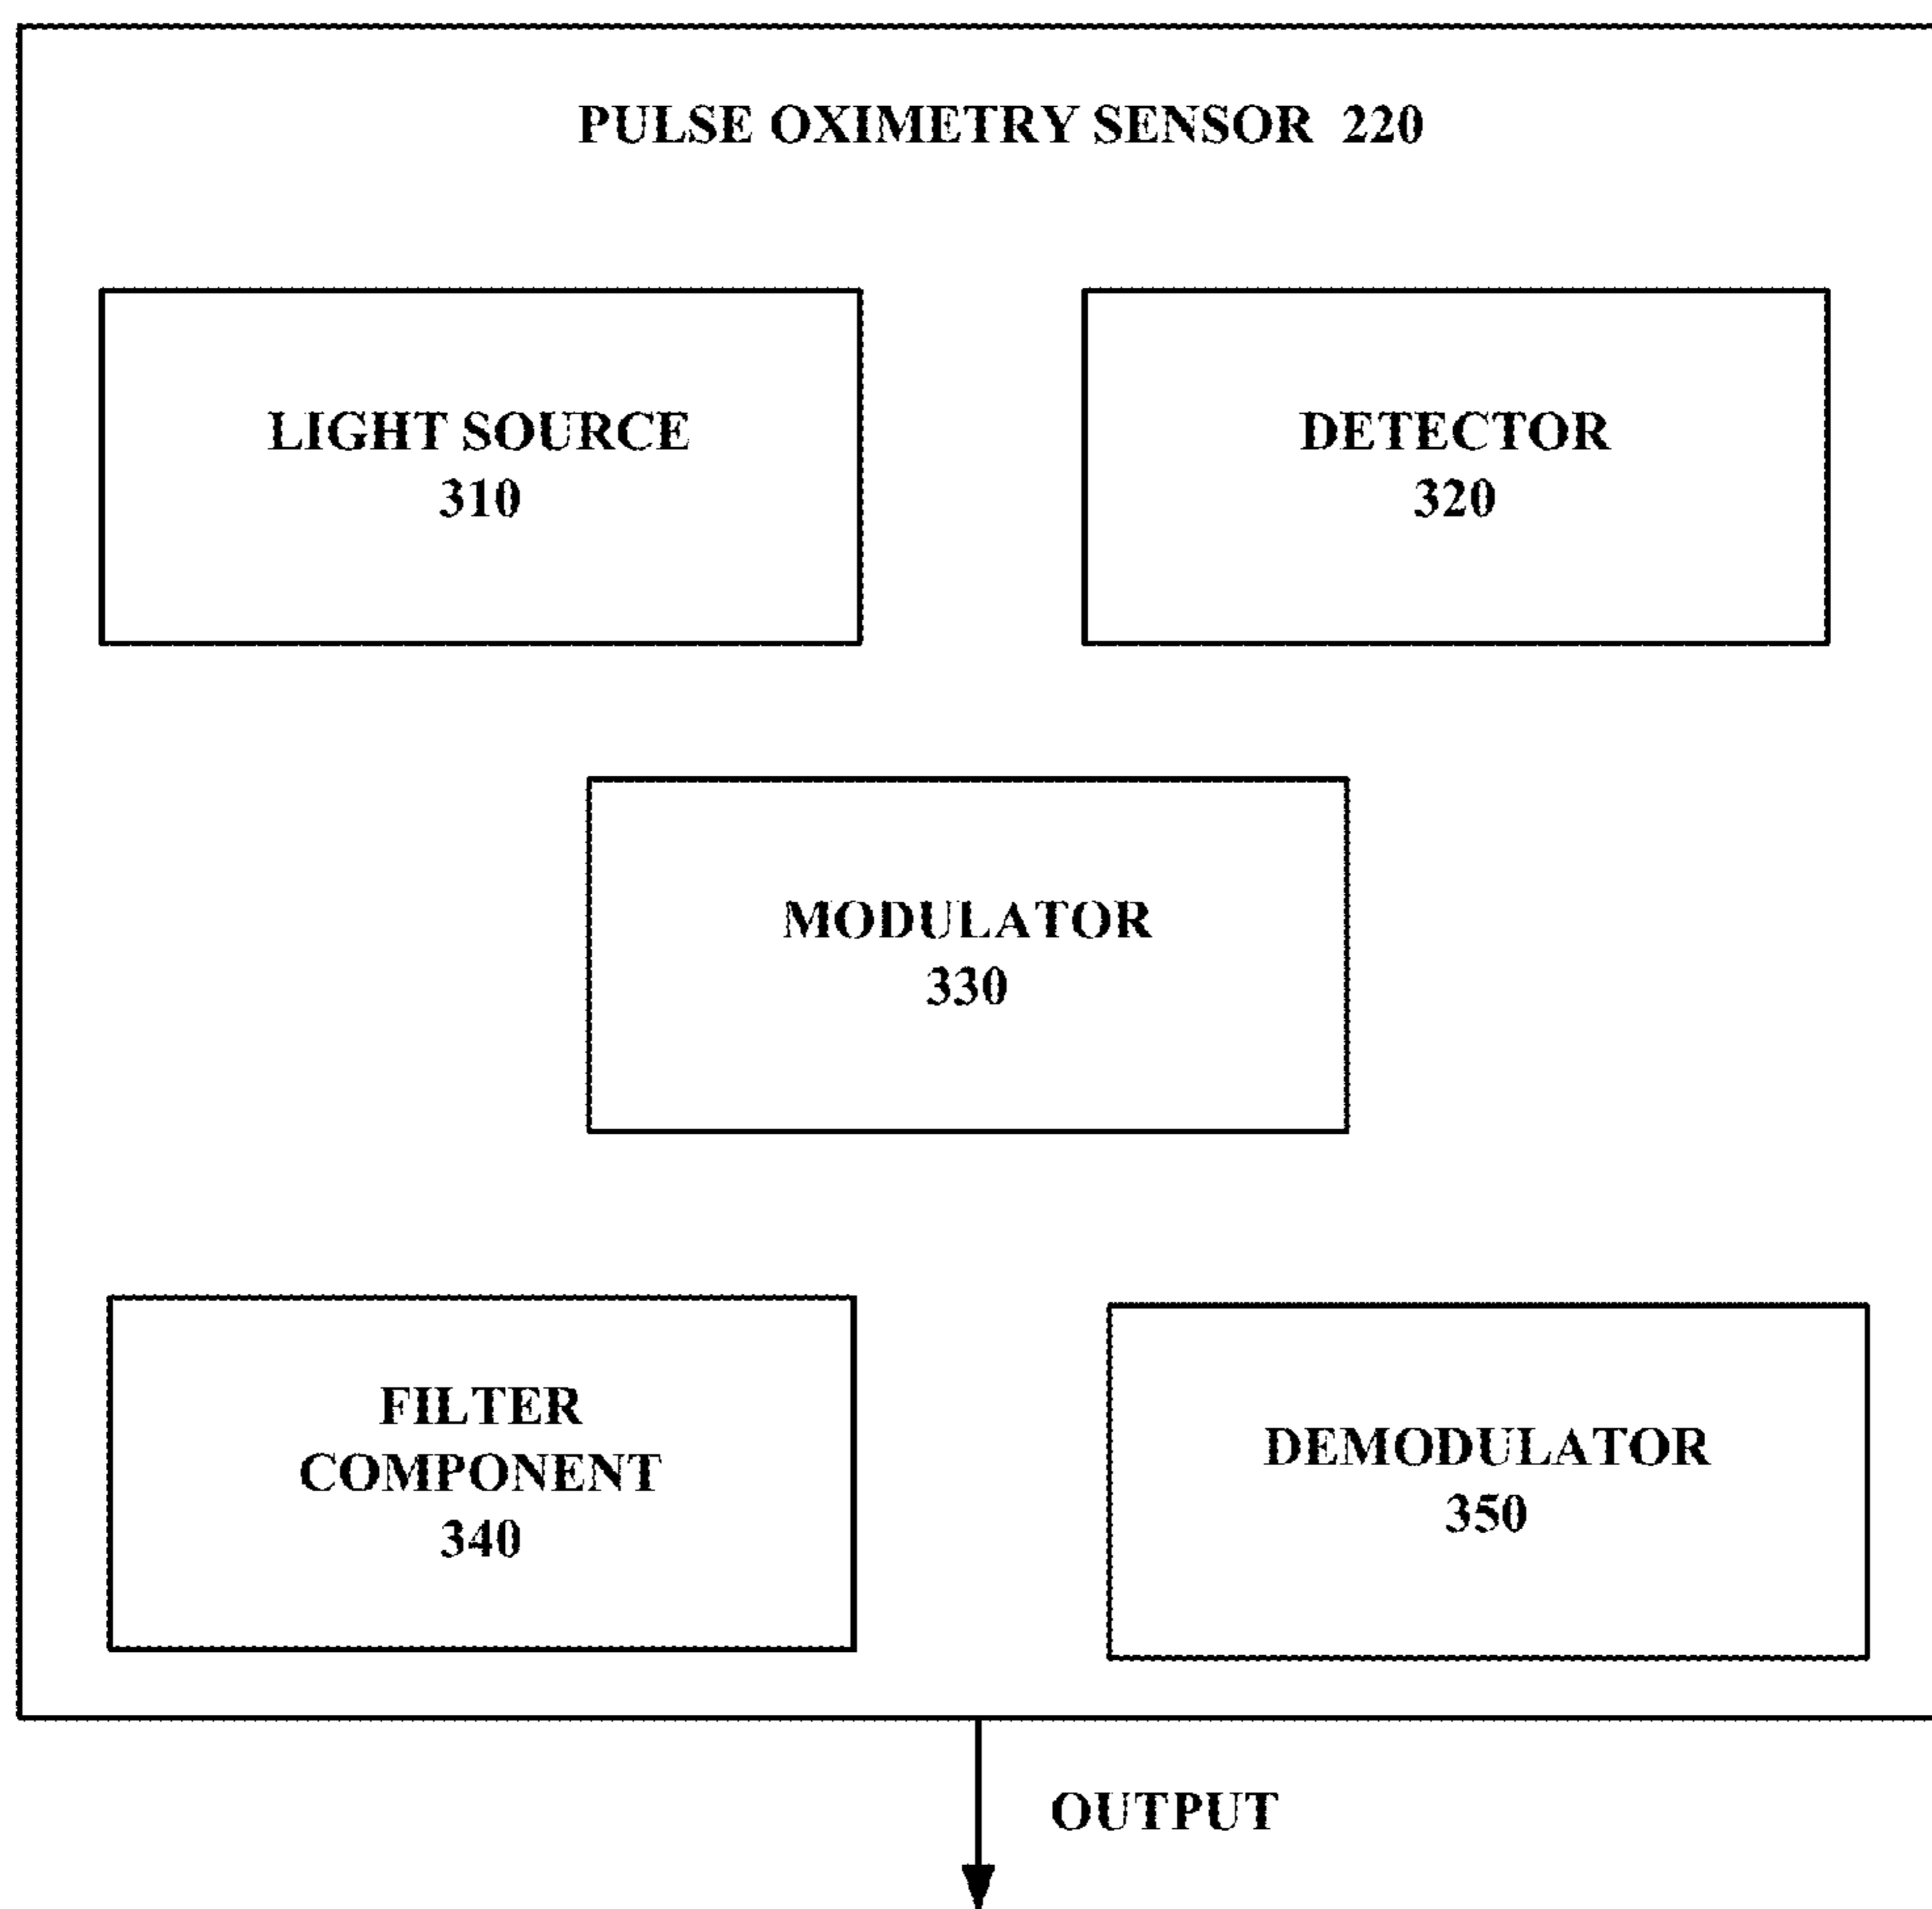 PULSE OXIMETRY SENSOR 220
LIGHT SOURCE
310
DETECTOR
320
MODULATOR
330
FILTER
COMPONENT
340
DEMODULATOR
350
OUTPUT